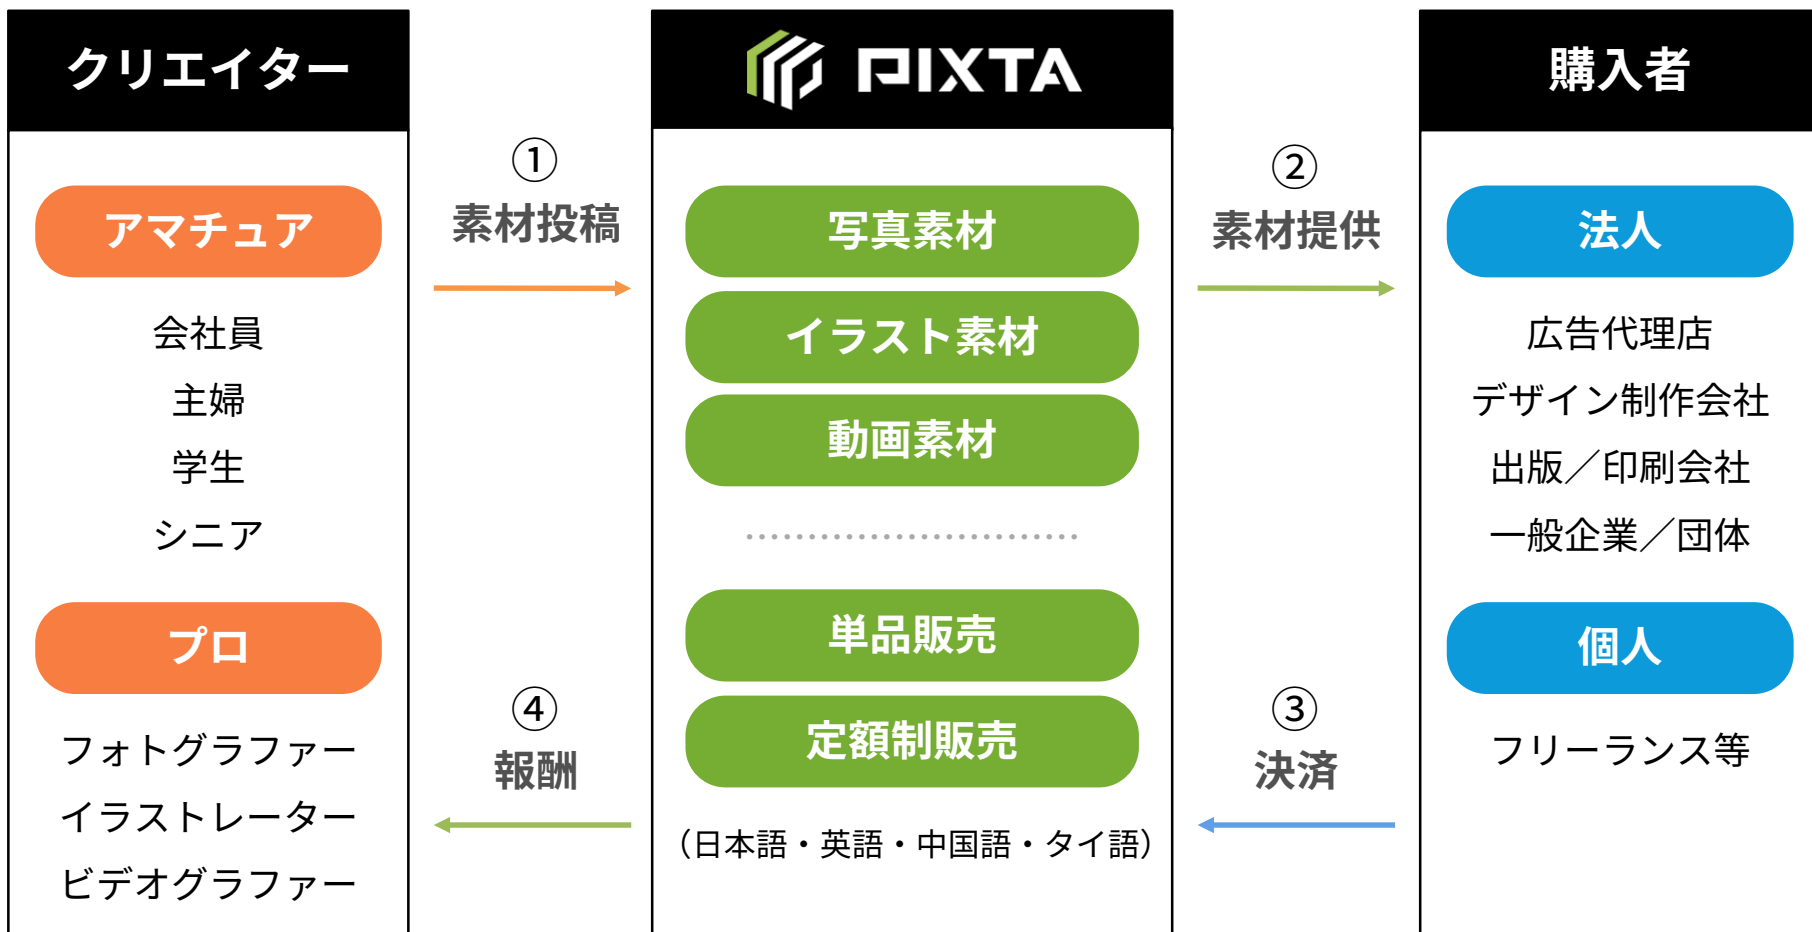 クリエイター
アマチュア
会社員
主婦
学生
シニア
プロ
フォトグラファー
イラストレーター
ビデオグラファー
①
素材投稿
④
報酬
PIXTA
写真素材
イラスト素材
動画素材
単品販売
定額制販売
（日本語・英語・中国語・タイ語）
②
素材提供
③
決済
購入者
法人
広告代理店
デザイン制作会社
出版／印刷会社
一般企業／団体
個人
フリーランス等